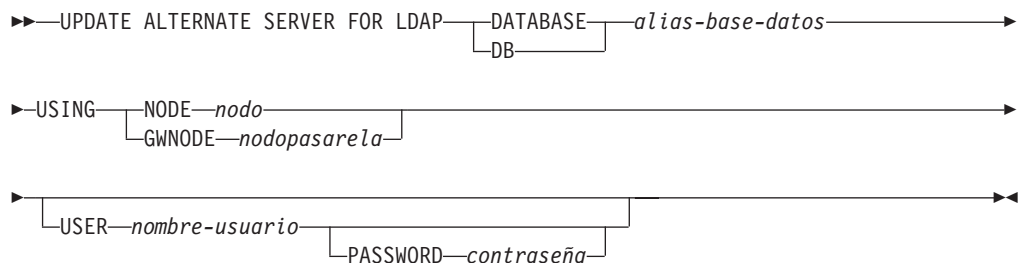 UPDATE ALTERNATE SERVER FOR LDAP DATABASE alias-base-datos
DB
USING NODE nodo
GWNODE nodopasarela
USER nombre-usuario
PASSWORD contraseña